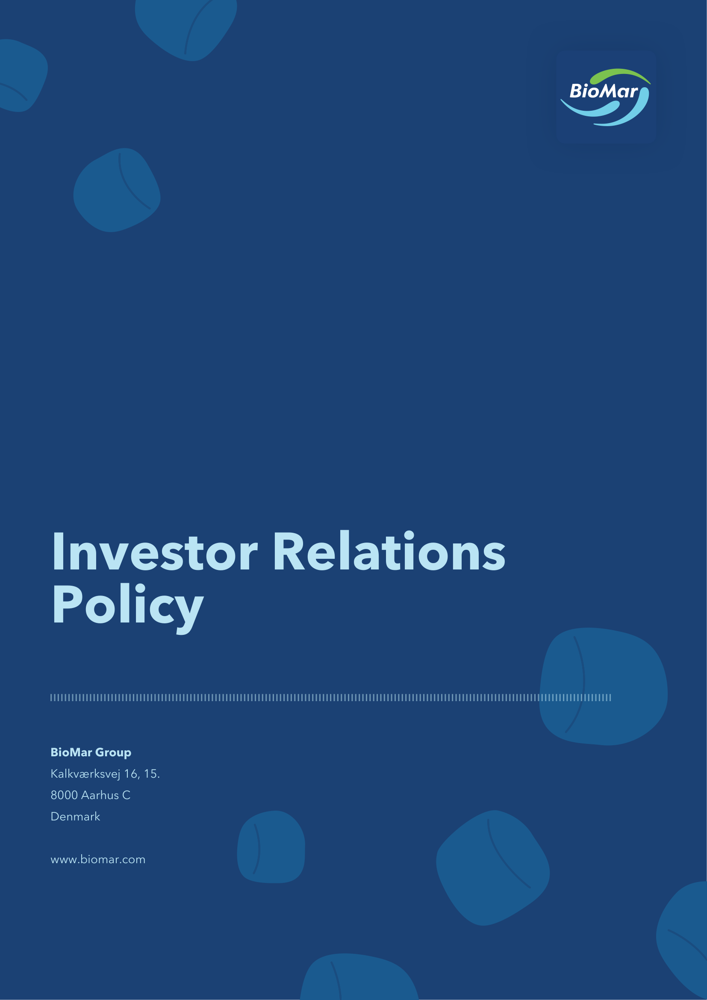 BioMar
Investor Relations
Policy
BioMar Group
Kalkværksvej 16, 15.
8000 Aarhus C
Denmark
www.biomar.com